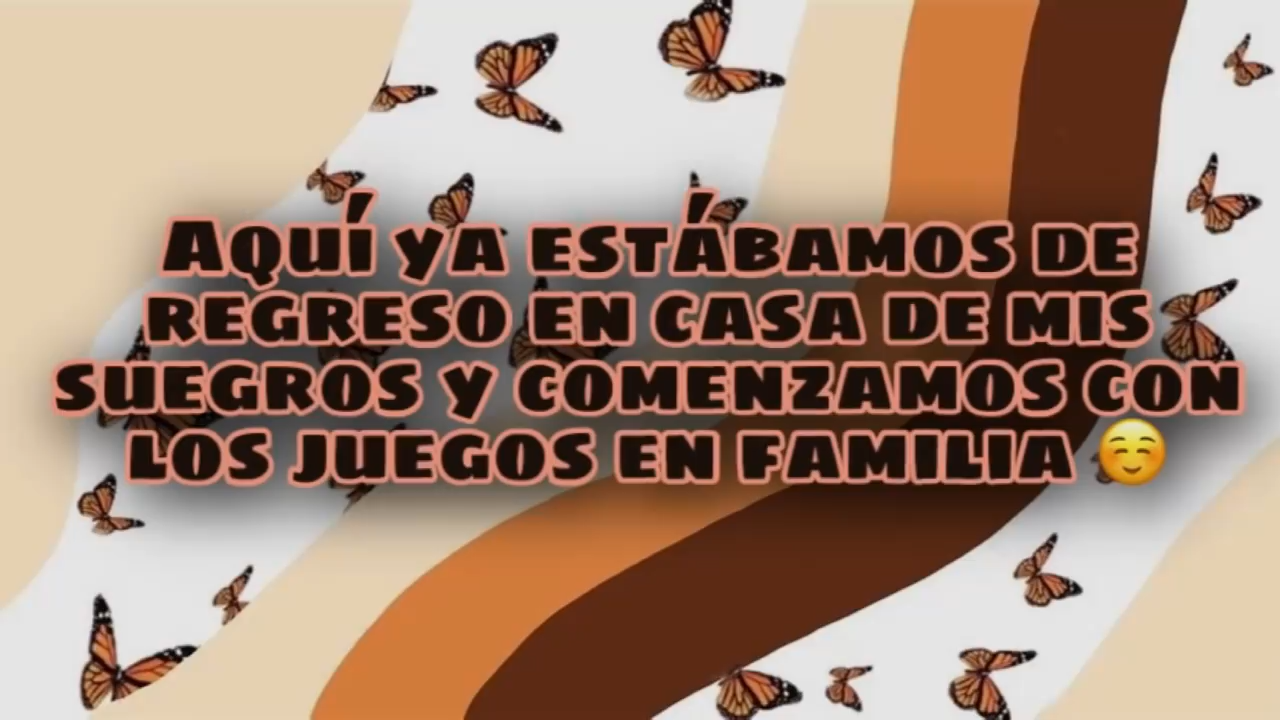 Aquí ya estábamos de
regreso en casa de mis
suegros y comenzamos con
los juegos en familia ☺️